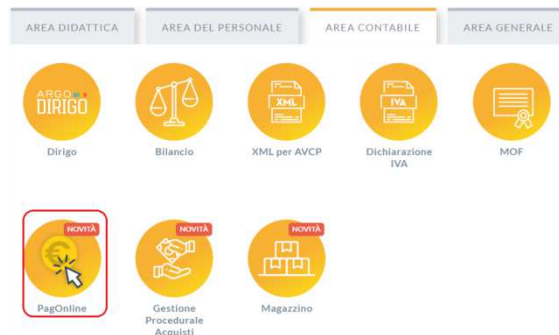 AREA DIDATTICA
AREA DEL PERSONALE
AREA CONTABILE
AREA GENERALE
ARGO
DIRIGO
Dirigo
Bilancio
XML
XML per AVCP
IVA
Dichiarazione
IVA
MOF
NOVITÀ
PagOnline
NOVITÀ
Gestione
Procedurale
Acquisti
NOVITÀ
Magazzino